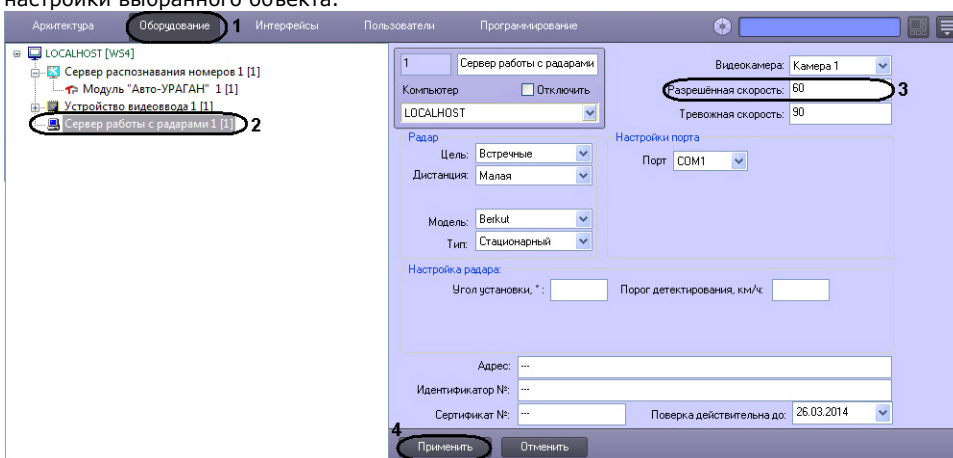 настройки выбранного объекта.
Архитектура Оборудование 1 Интерфейсы Пользователи Программирование
LOCALHOST [WS4]
Сервер распознавания номеров 1 [1]
Модуль "Авто-УРАГАН" 1 [1]
Устройство видеоввода 1 [1]
Сервер работы с радарами 1 [1] 2
1 Сервер работы с радарами
Компьютер Отключить
LOCALHOST
Видеокамера: Камера 1
Разрешённая скорость: 60 3
Тревожная скорость: 90
Радар
Цель: Встречные
Дистанция: Малая
Модель: Berkut
Тип: Стационарный
Настройки порта
Порт COM1
Настройка радара:
Угол установки, ° : Порог детектирования, км/ч:
Адрес: ---
Идентификатор №: ---
Сертификат №: --- Поверка действительна до: 26.03.2014
4
Применить Отменить